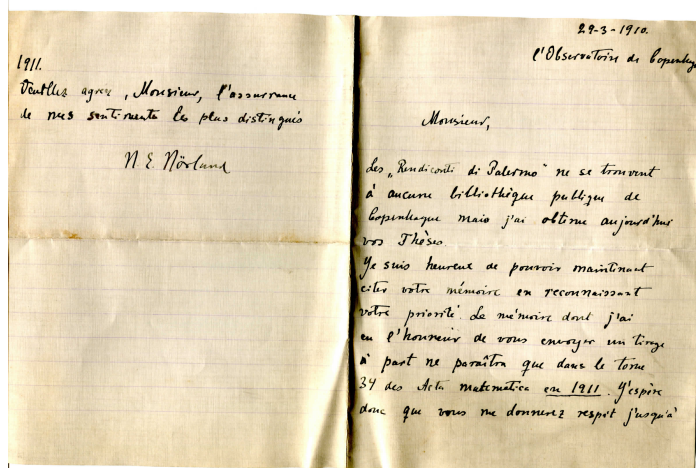 29-3-1910.
l'Observatoire de Copenhag
Monsieur,
Les „Rendiconti di Palermo" ne se trouvent
à aucune bibliothèque publique de
Copenhague mais j'ai obtenu aujourd'hui
vos Thèses.
Je suis heureux de pouvoir maintenant
citer votre mémoire en reconnaissant
votre priorité. Le mémoire dont j'ai
eu l'honneur de vous envoyer un tirage
à part ne paraîtra que dans le tome
34 des Acta matematica en 1911. J'espère
donc que vous me donnerez respit jusqu'à
1911.
Veuillez agréer, Monsieur, l'assurance
de mes sentiments les plus distingués
N. E. Nörlund